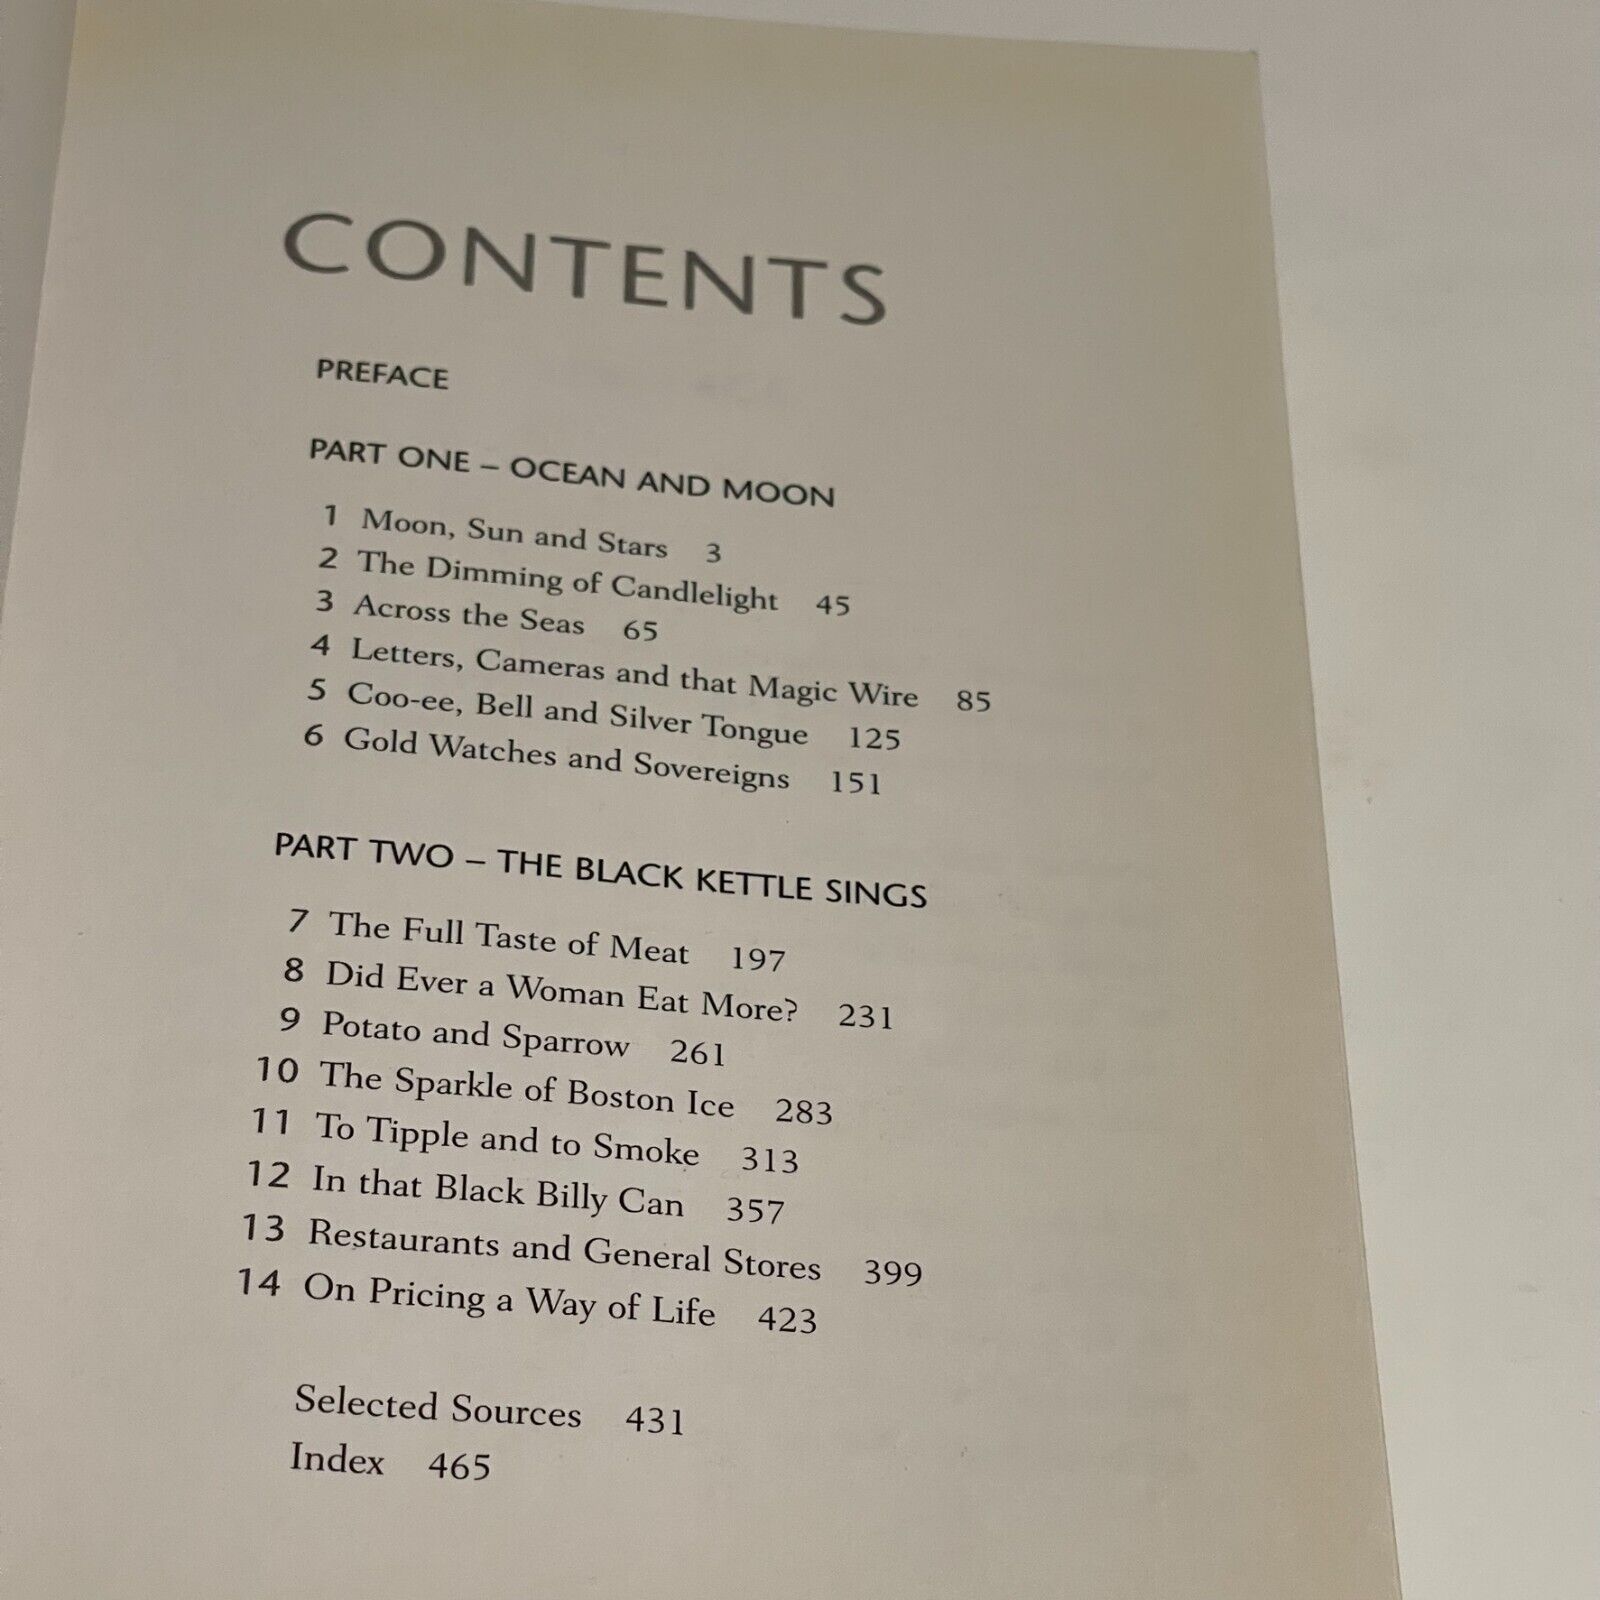 CONTENTS
PREFACE
PART ONE – OCEAN AND MOON
1 Moon, Sun and Stars 3
2 The Dimming of Candlelight 45
3 Across the Seas 65
4 Letters, Cameras and that Magic Wire 85
5 Coo-ee, Bell and Silver Tongue 125
6 Gold Watches and Sovereigns 151
PART TWO – THE BLACK KETTLE SINGS
7 The Full Taste of Meat 197
8 Did Ever a Woman Eat More? 231
9 Potato and Sparrow 261
10 The Sparkle of Boston Ice 283
11 To Tipple and to Smoke 313
12 In that Black Billy Can 357
13 Restaurants and General Stores 399
14 On Pricing a Way of Life 423
Selected Sources 431
Index 465